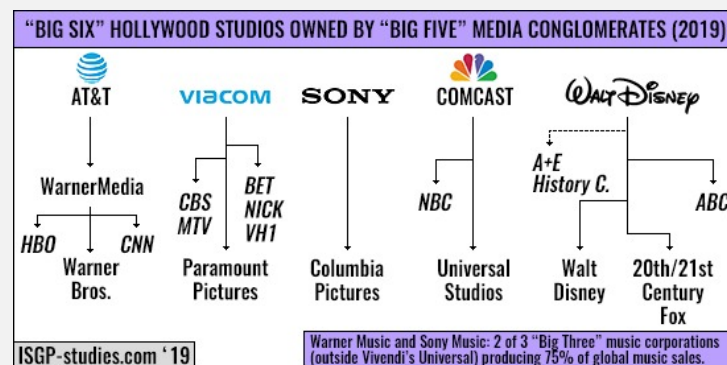 "BIG SIX" HOLLYWOOD STUDIOS OWNED BY "BIG FIVE" MEDIA CONGLOMERATES (2019)
AT&T
VIACOM
SONY
COMCAST
WALT DISNEY
WarnerMedia
HBO
CNN
Warner
Bros.
CBS
MTV
BET
NICK
VH1
Paramount
Pictures
Columbia
Pictures
NBC
Universal
Studios
A+E
History C.
ABC
Walt
Disney
20th/21st
Century
Fox
ISGP-studies.com '19
Warner Music and Sony Music: 2 of 3 "Big Three" music corporations
(outside Vivendi's Universal) producing 75% of global music sales.